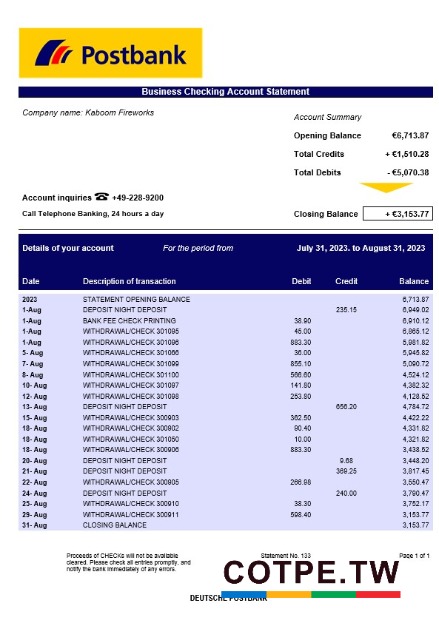 Postbank
Business Checking Account Statement
Company name: Kaboom Fireworks
Account Summary
Opening Balance €6,713.87
Total Credits + €1,510.28
Total Debits - €5,070.38
Account inquiries ☎ +49-228-9200
Call Telephone Banking, 24 hours a day
Closing Balance + €3,153.77
Details of your account For the period from July 31, 2023. to August 31, 2023
Date Description of transaction Debit Credit Balance
2023 STATEMENT OPENING BALANCE 6,713.87
1-Aug DEPOSIT NIGHT DEPOSIT 235.15 6,949.02
1-Aug BANK FEE CHECK PRINTING 38.90 6,910.12
1-Aug WITHDRAWAL/CHECK 301095 45.00 6,865.12
1-Aug WITHDRAWAL/CHECK 301096 883.30 5,981.82
5- Aug WITHDRAWAL/CHECK 301066 36.00 5,945.82
7- Aug WITHDRAWAL/CHECK 301099 855.10 5,090.72
8- Aug WITHDRAWAL/CHECK 301100 566.60 4,524.12
10- Aug WITHDRAWAL/CHECK 301097 141.80 4,382.32
12- Aug WITHDRAWAL/CHECK 301098 253.80 4,128.52
13- Aug DEPOSIT NIGHT DEPOSIT 656.20 4,784.72
15- Aug WITHDRAWAL/CHECK 300903 362.50 4,422.22
18- Aug WITHDRAWAL/CHECK 300902 90.40 4,331.82
18- Aug WITHDRAWAL/CHECK 301050 10.00 4,321.82
18- Aug WITHDRAWAL/CHECK 300906 883.30 3,438.52
20- Aug DEPOSIT NIGHT DEPOSIT 9.68 3,448.20
21- Aug DEPOSIT NIGHT DEPOSIT 369.25 3,817.45
22- Aug WITHDRAWAL/CHECK 300905 266.98 3,550.47
24- Aug DEPOSIT NIGHT DEPOSIT 240.00 3,790.47
25- Aug WITHDRAWAL/CHECK 300910 38.30 3,752.17
29- Aug WITHDRAWAL/CHECK 300911 598.40 3,153.77
31- Aug CLOSING BALANCE 3,153.77
Proceeds of CHECKs will not be available
cleared. Please check all entries promptly, and
notify the bank immediately of any errors.
Statement No. 133
Page 1 of 1
COTPE.TW
DEUTSCHE POSTBANK